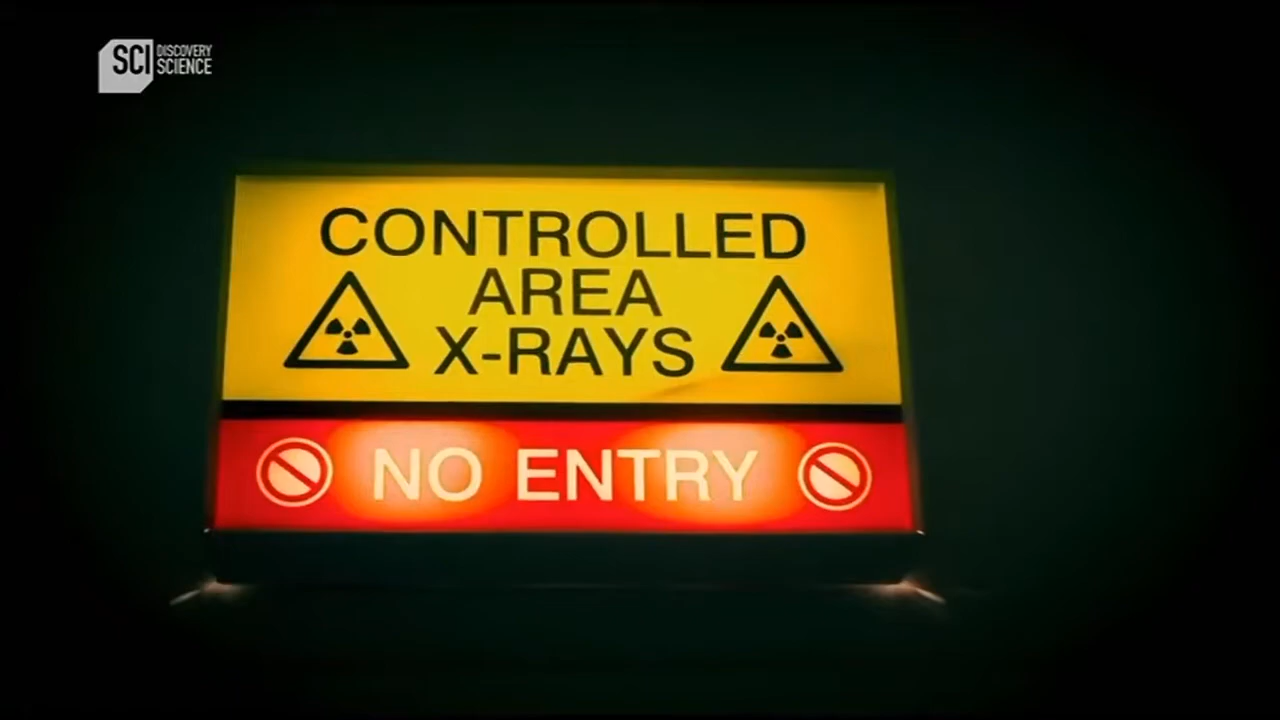 SCI DISCOVERY
SCIENCE
CONTROLLED
AREA
X-RAYS
NO ENTRY